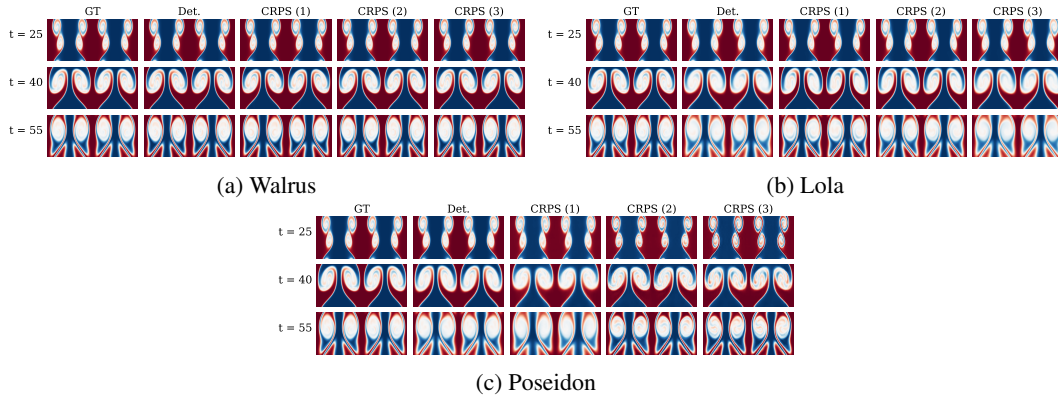 GT Det. CRPS (1) CRPS (2) CRPS (3)
t = 25
t = 40
t = 55
(a) Walrus
GT Det. CRPS (1) CRPS (2) CRPS (3)
t = 25
t = 40
t = 55
(b) Lola
GT Det. CRPS (1) CRPS (2) CRPS (3)
t = 25
t = 40
t = 55
(c) Poseidon